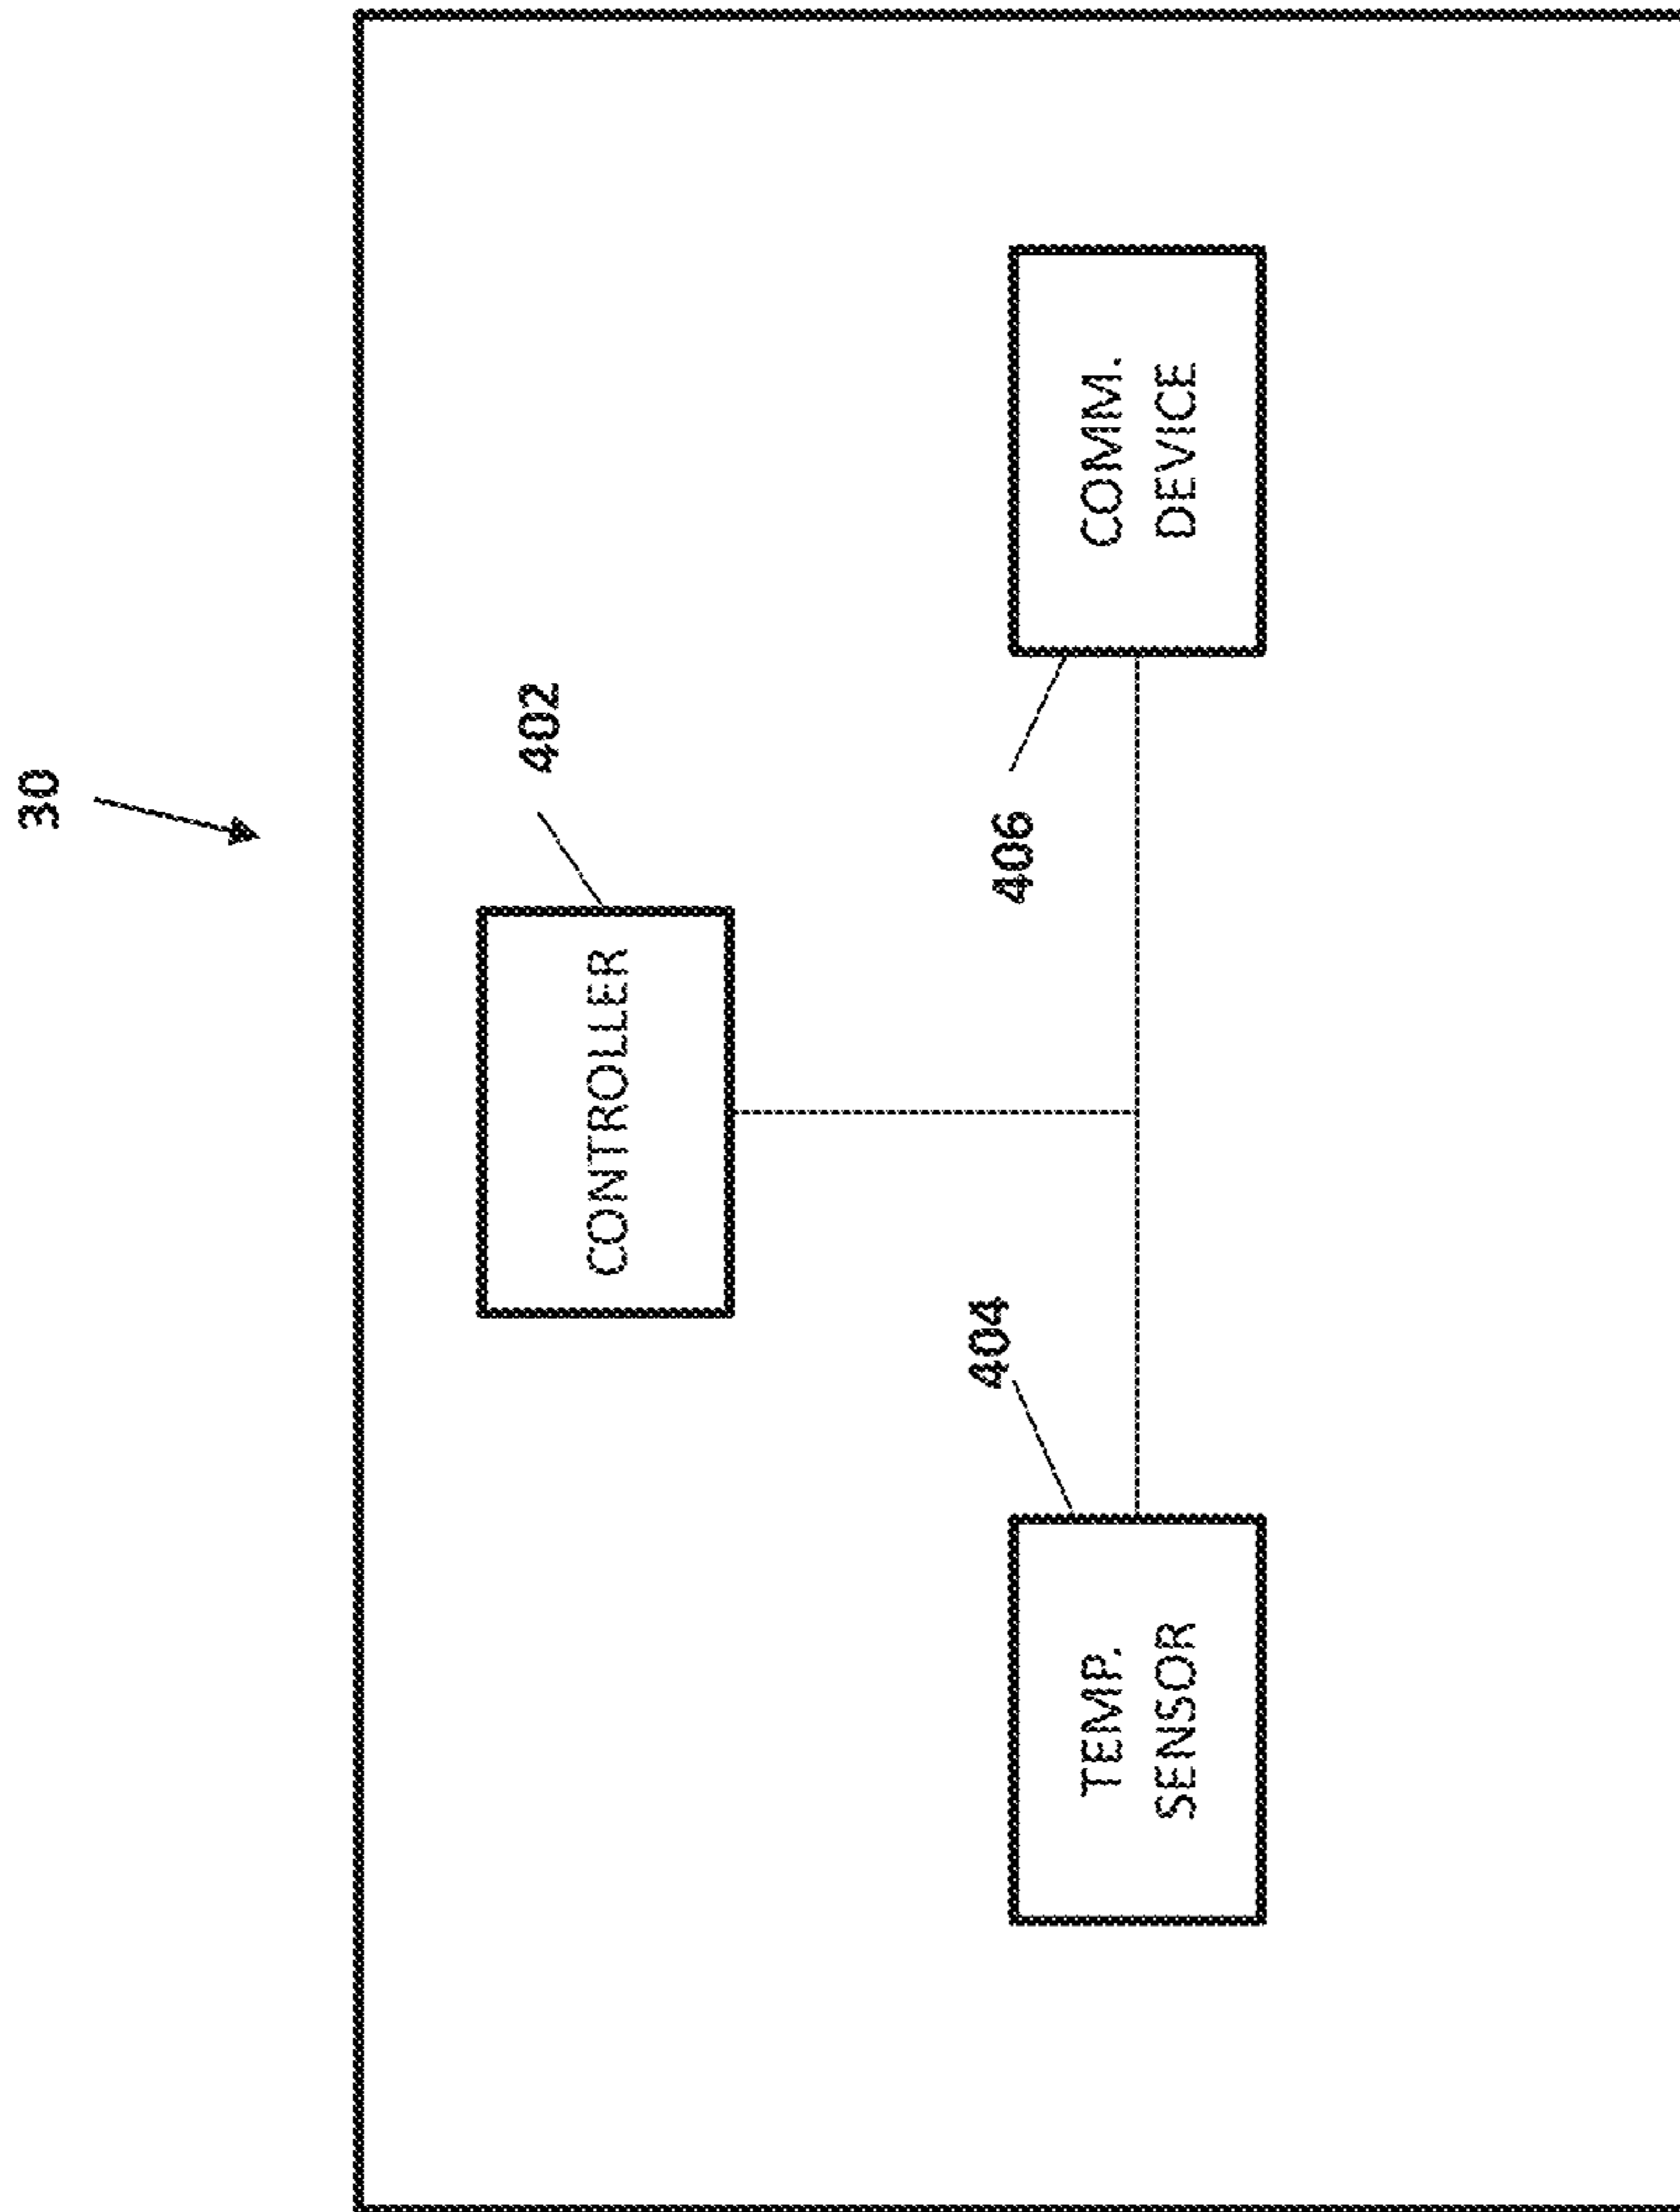 30
402
CONTROLLER
404
406
TEMP.
SENSOR
COMM.
DEVICE